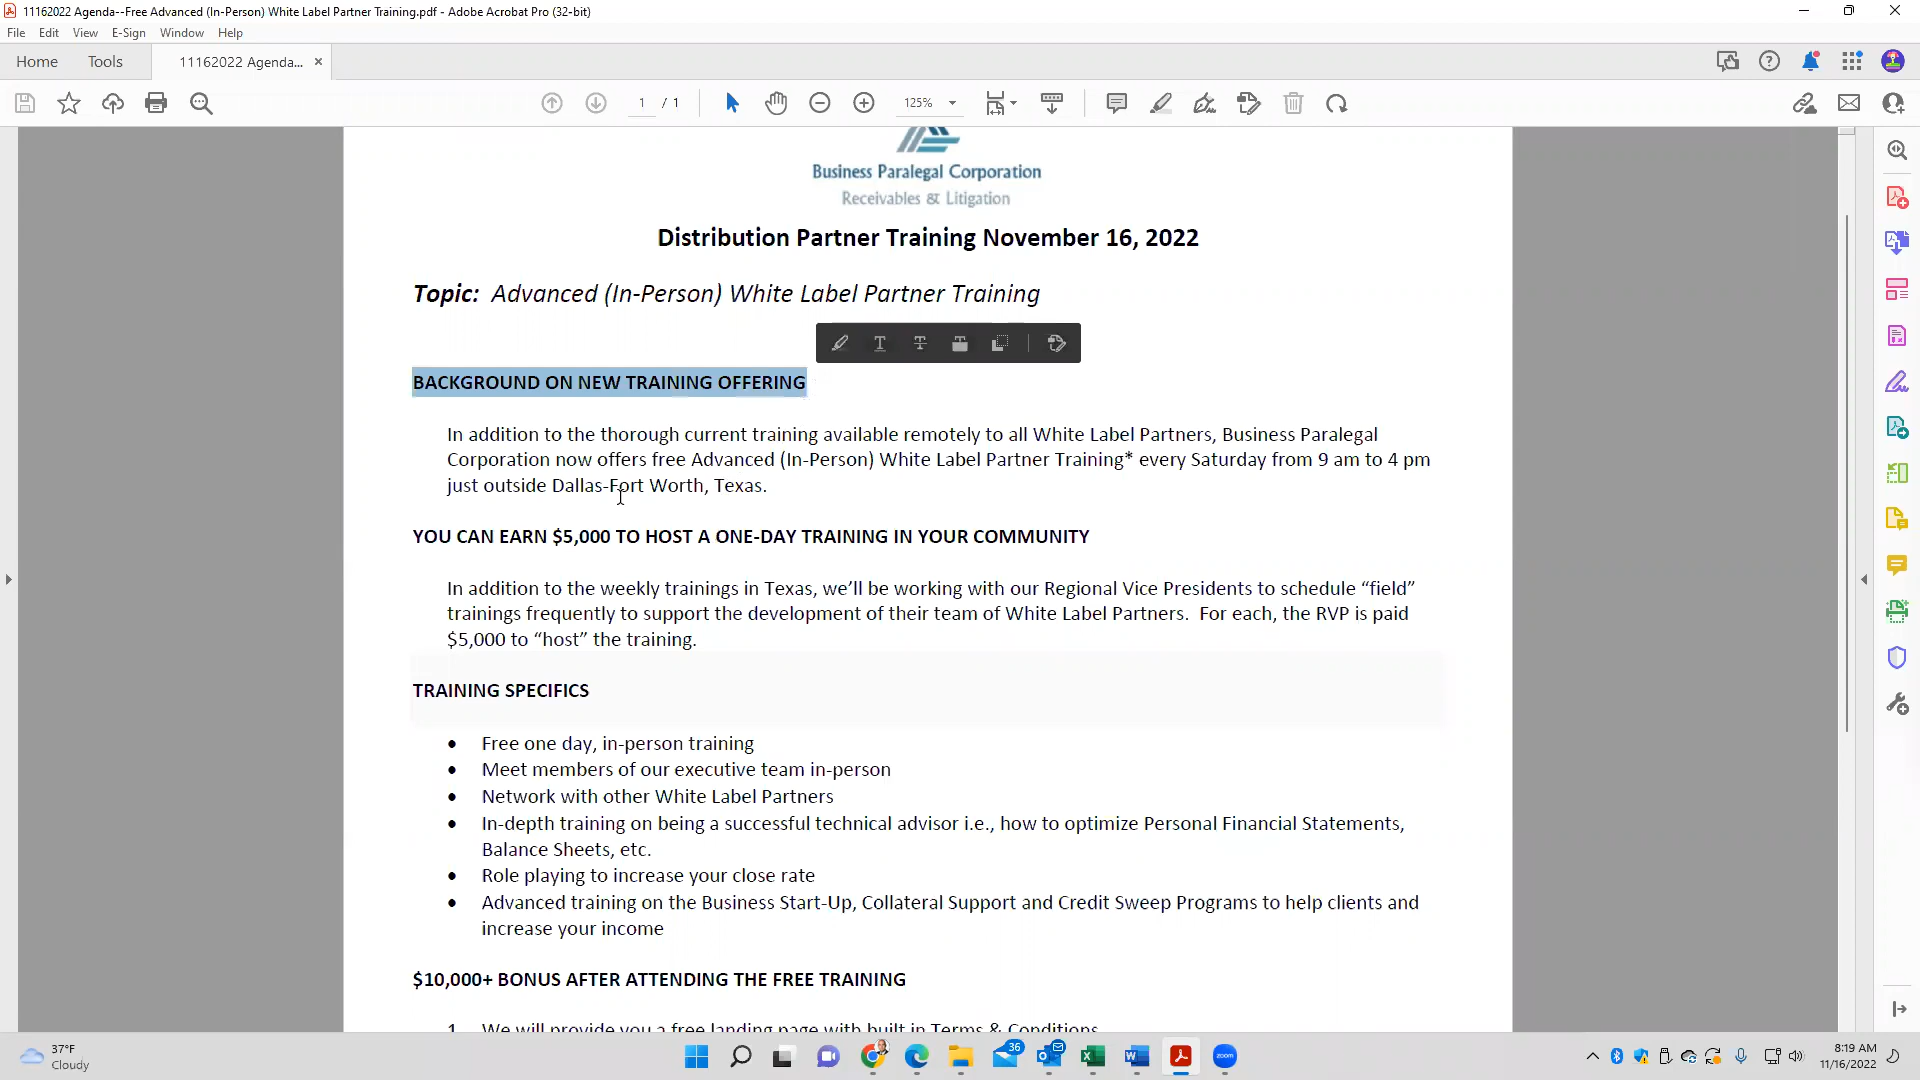 11162022 Agenda--Free Advanced (In-Person) White Label Partner Training.pdf - Adobe Acrobat Pro (32-bit)
File Edit View E-Sign Window Help
Home Tools 11162022 Agenda... ×
1 / 1 125%
Business Paralegal Corporation
Receivables & Litigation
Distribution Partner Training November 16, 2022
Topic: Advanced (In-Person) White Label Partner Training
BACKGROUND ON NEW TRAINING OFFERING
In addition to the thorough current training available remotely to all White Label Partners, Business Paralegal
Corporation now offers free Advanced (In-Person) White Label Partner Training* every Saturday from 9 am to 4 pm
just outside Dallas-Fort Worth, Texas.
YOU CAN EARN $5,000 TO HOST A ONE-DAY TRAINING IN YOUR COMMUNITY
In addition to the weekly trainings in Texas, we’ll be working with our Regional Vice Presidents to schedule “field”
trainings frequently to support the development of their team of White Label Partners. For each, the RVP is paid
$5,000 to “host” the training.
TRAINING SPECIFICS
• Free one day, in-person training
• Meet members of our executive team in-person
• Network with other White Label Partners
• In-depth training on being a successful technical advisor i.e., how to optimize Personal Financial Statements,
Balance Sheets, etc.
• Role playing to increase your close rate
• Advanced training on the Business Start-Up, Collateral Support and Credit Sweep Programs to help clients and
increase your income
$10,000+ BONUS AFTER ATTENDING THE FREE TRAINING
1. We will provide you a free landing page with built in Terms & Conditions
37°F
Cloudy
36
zoom
8:19 AM
11/16/2022